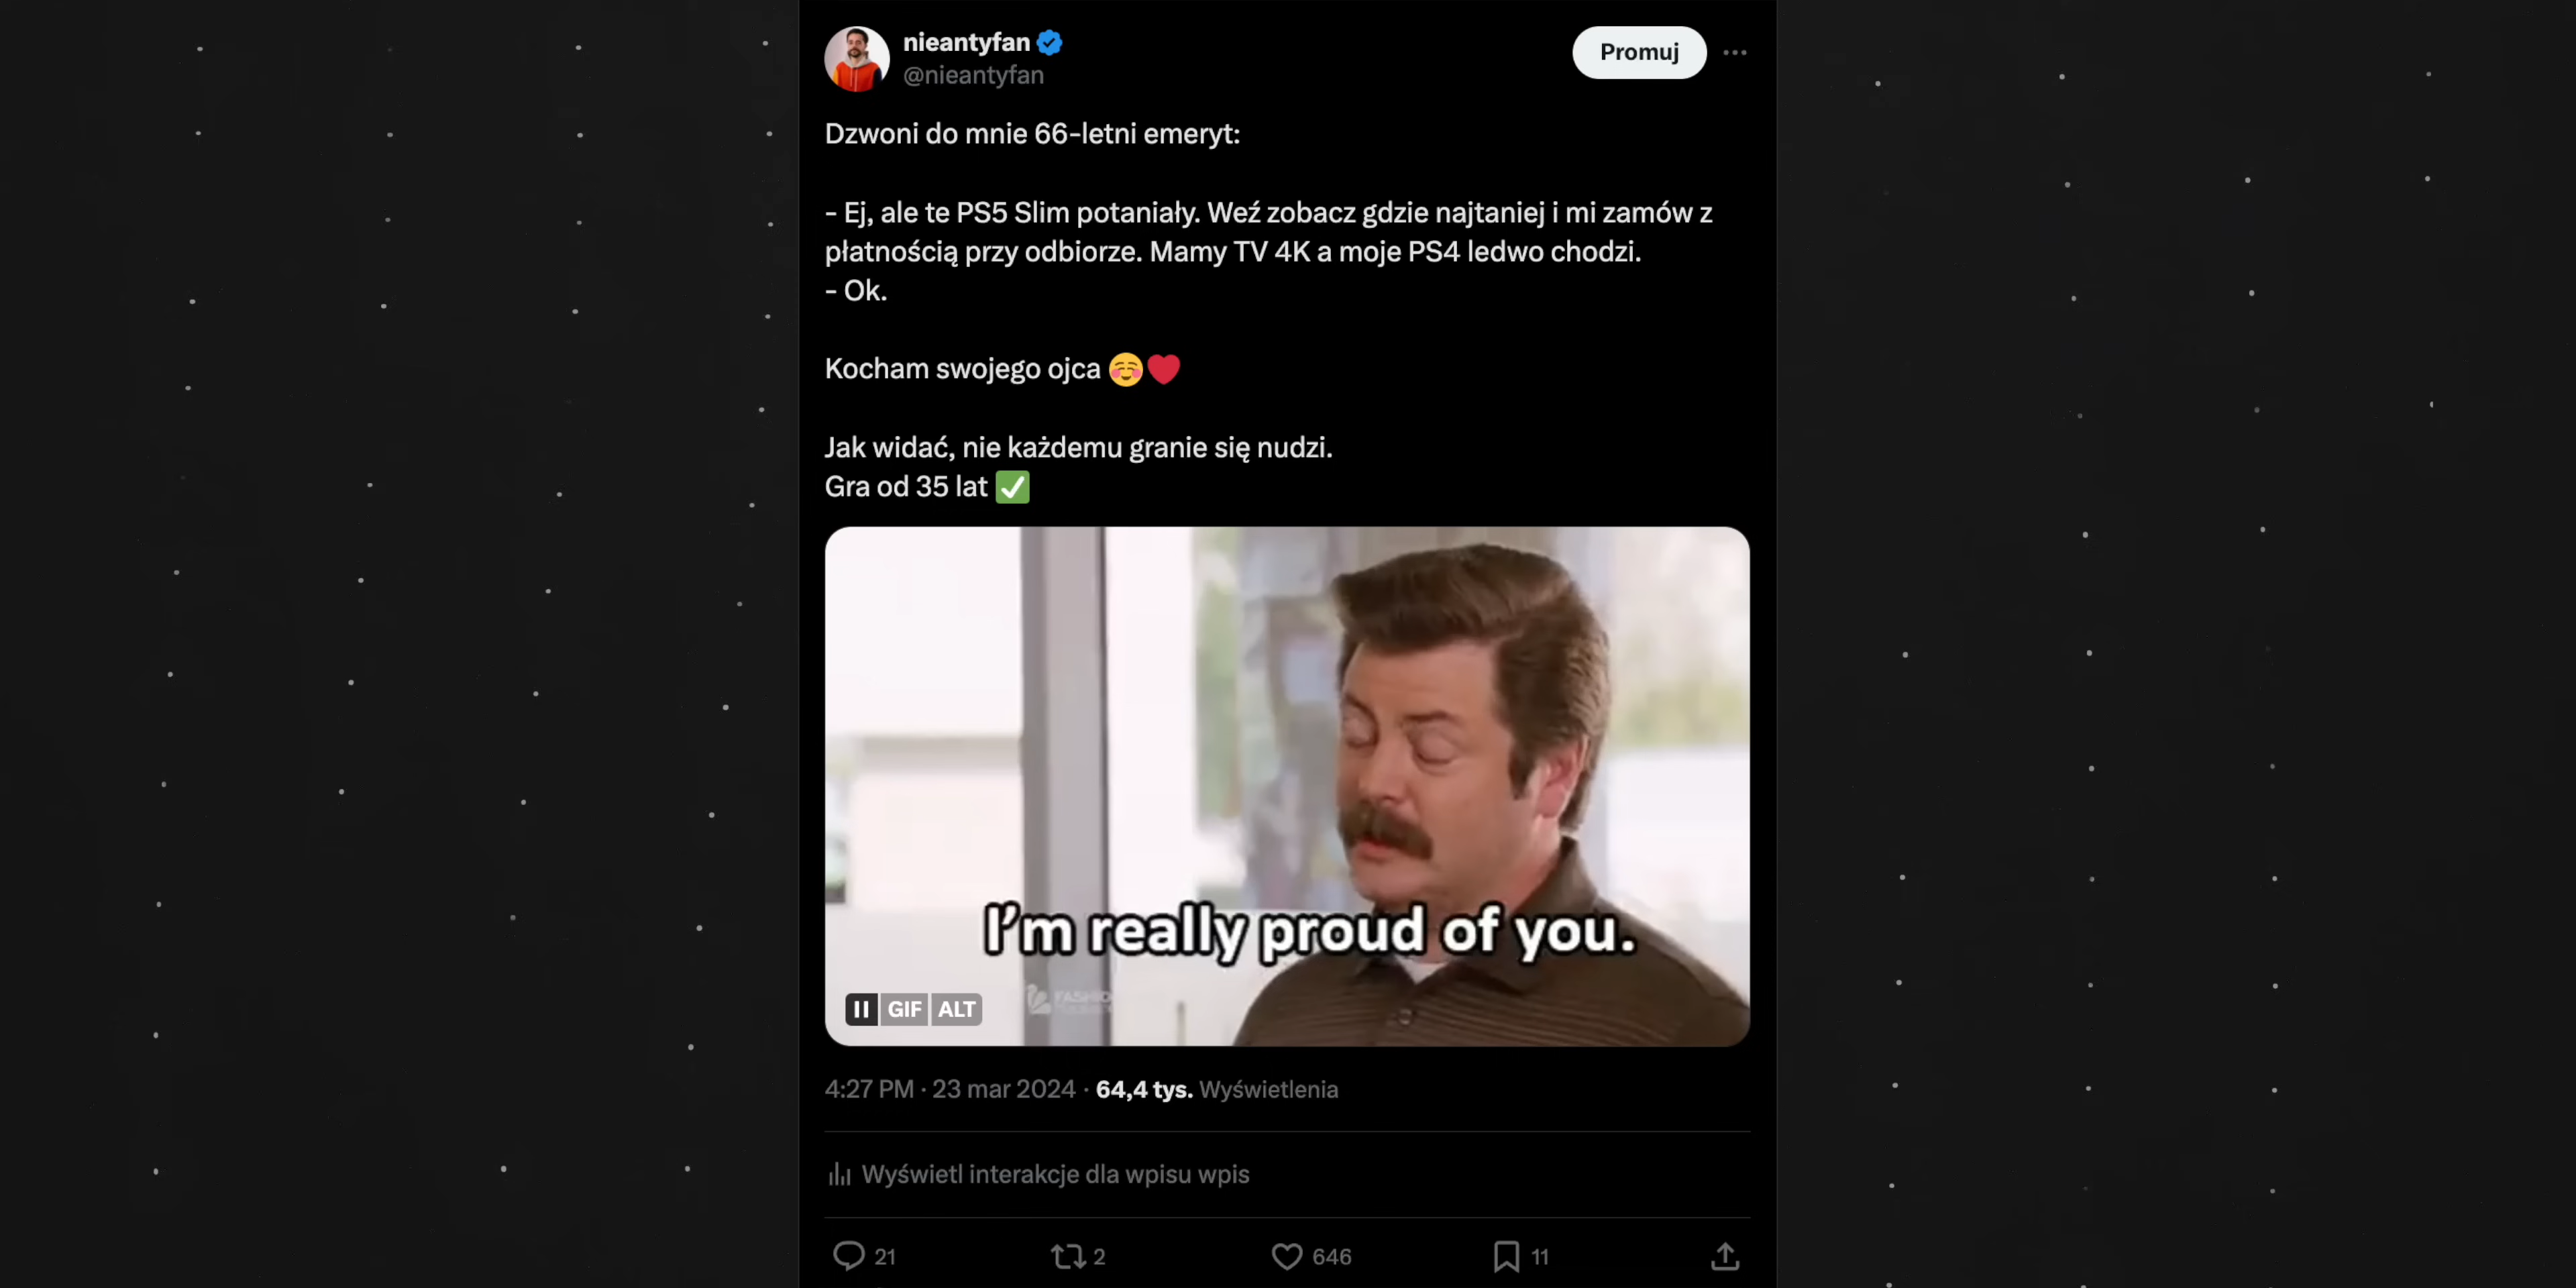 nieantyfan
@nieantyfan
Promuj
Dzwoni do mnie 66-letni emeryt:
- Ej, ale te PS5 Slim potaniały. Weź zobacz gdzie najtaniej i mi zamów z
płatnością przy odbiorze. Mamy TV 4K a moje PS4 ledwo chodzi.
- Ok.
Kocham swojego ojca ☺️❤️
Jak widać, nie każdemu granie się nudzi.
Gra od 35 lat ✅
I'm really proud of you.
GIF ALT
4:27 PM · 23 mar 2024 · 64,4 tys. Wyświetlenia
Wyświetl interakcje dla wpisu wpis
21 2 646 11